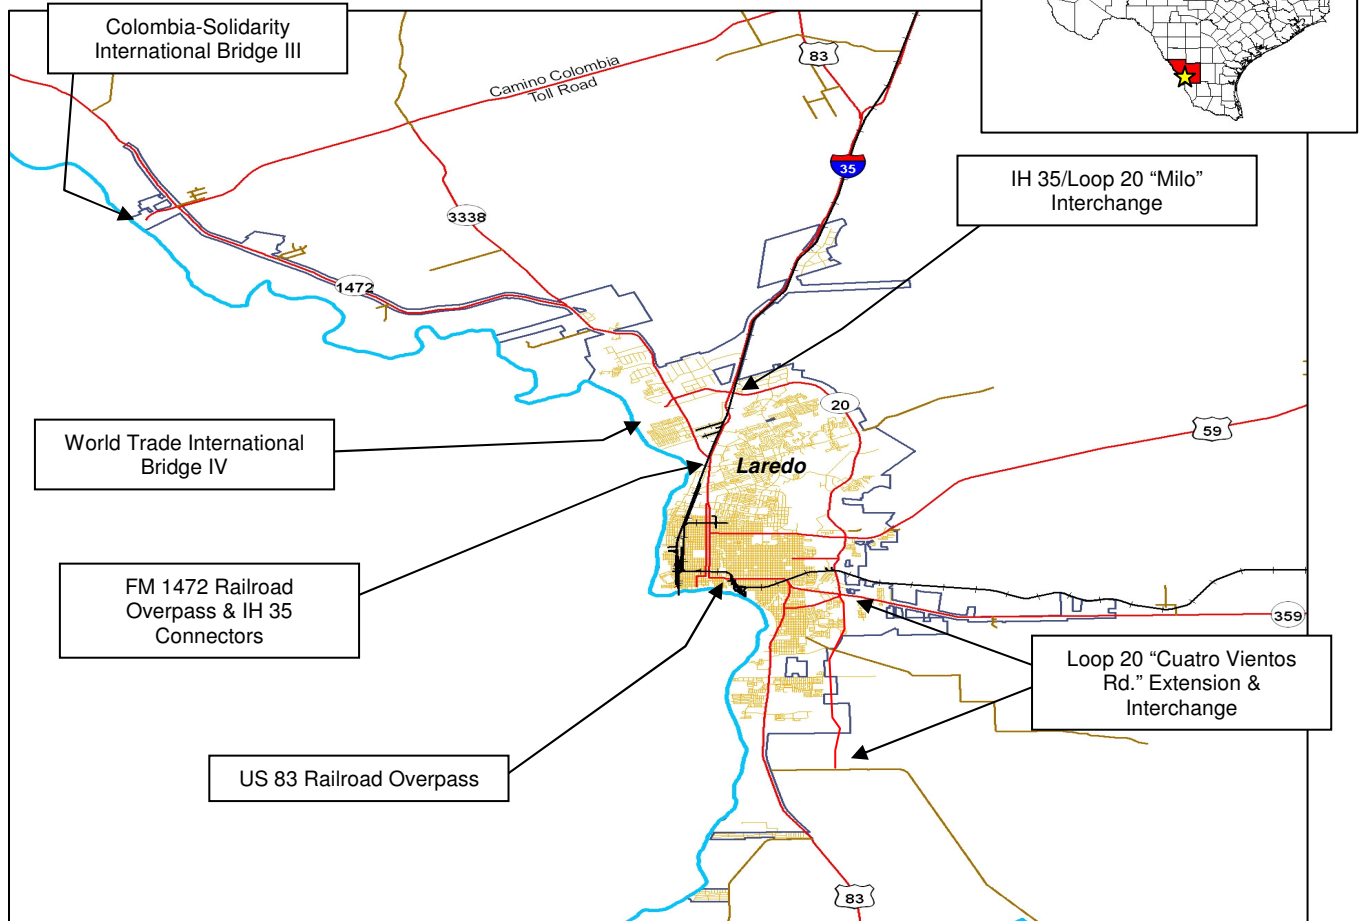 Colombia-Solidarity
International Bridge III
83
Camino Colombia
Toll Road
35
IH 35/Loop 20 “Milo”
Interchange
3338
1472
20
59
World Trade International
Bridge IV
Laredo
FM 1472 Railroad
Overpass & IH 35
Connectors
359
Loop 20 “Cuatro Vientos
Rd.” Extension &
Interchange
US 83 Railroad Overpass
83